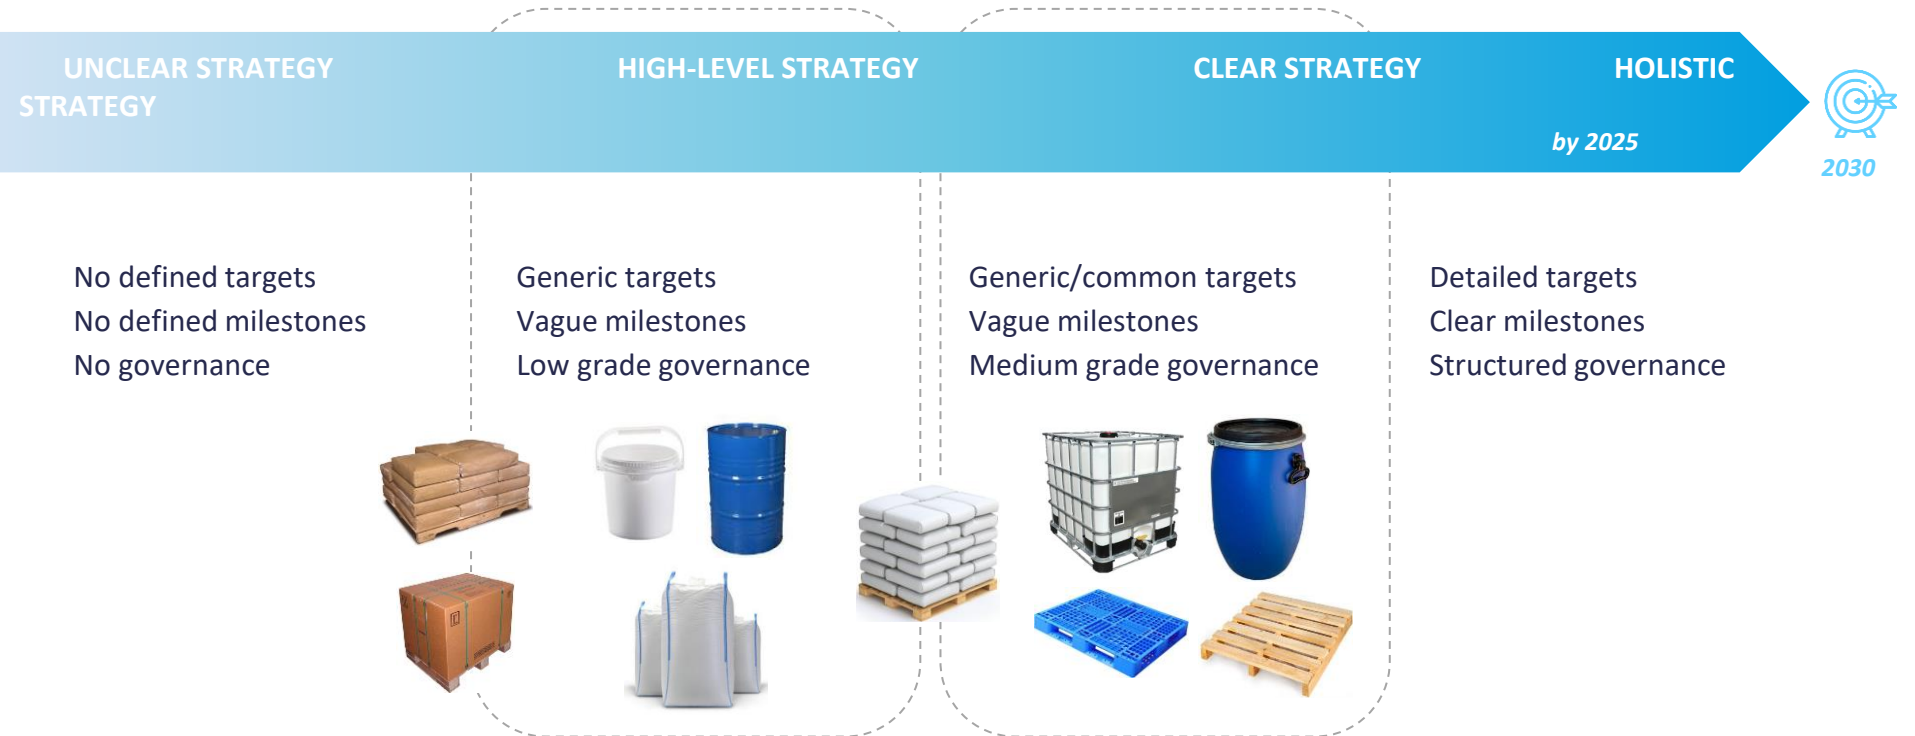 UNCLEAR STRATEGY HIGH-LEVEL STRATEGY CLEAR STRATEGY HOLISTIC
STRATEGY
by 2025
2030
No defined targets
No defined milestones
No governance
Generic targets
Vague milestones
Low grade governance
Generic/common targets
Vague milestones
Medium grade governance
Detailed targets
Clear milestones
Structured governance